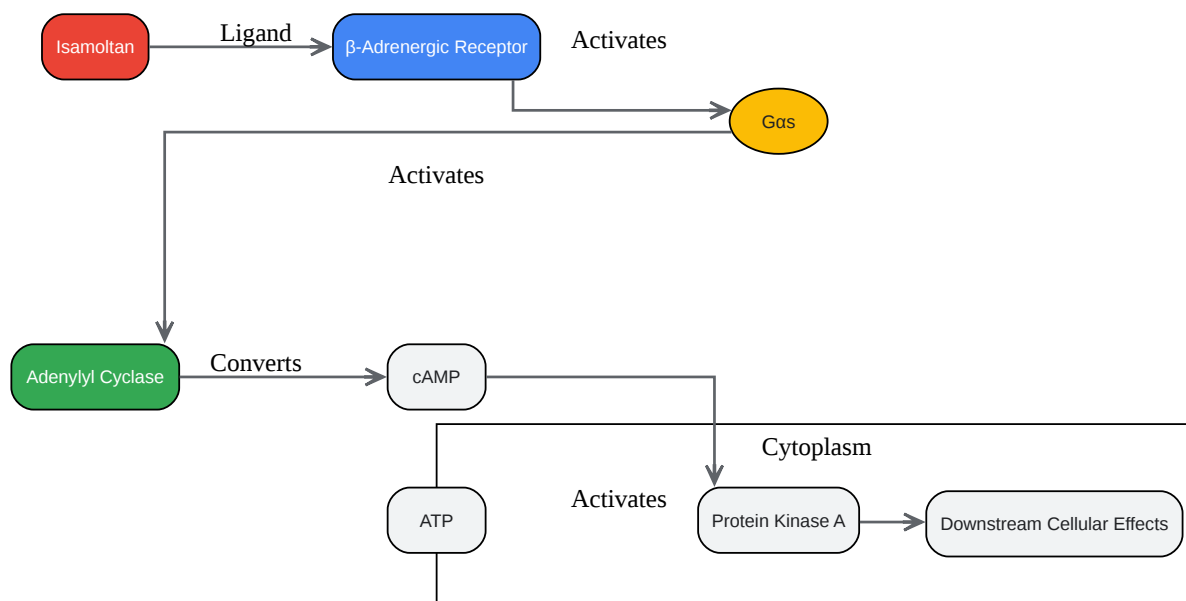 Isamoltan
Ligand
β-Adrenergic Receptor
Activates
Gαs
Activates
Adenylyl Cyclase
Converts
cAMP
Cytoplasm
ATP
Activates
Protein Kinase A
Downstream Cellular Effects